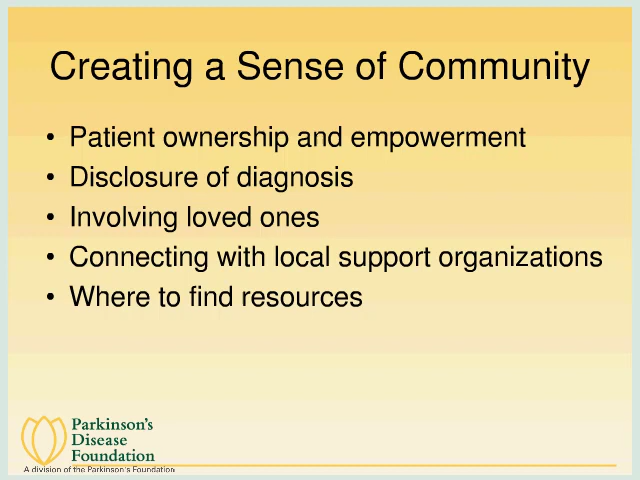 Creating a Sense of Community
• Patient ownership and empowerment
• Disclosure of diagnosis
• Involving loved ones
• Connecting with local support organizations
• Where to find resources
Parkinson's
Disease
Foundation
A division of the Parkinson's Foundation